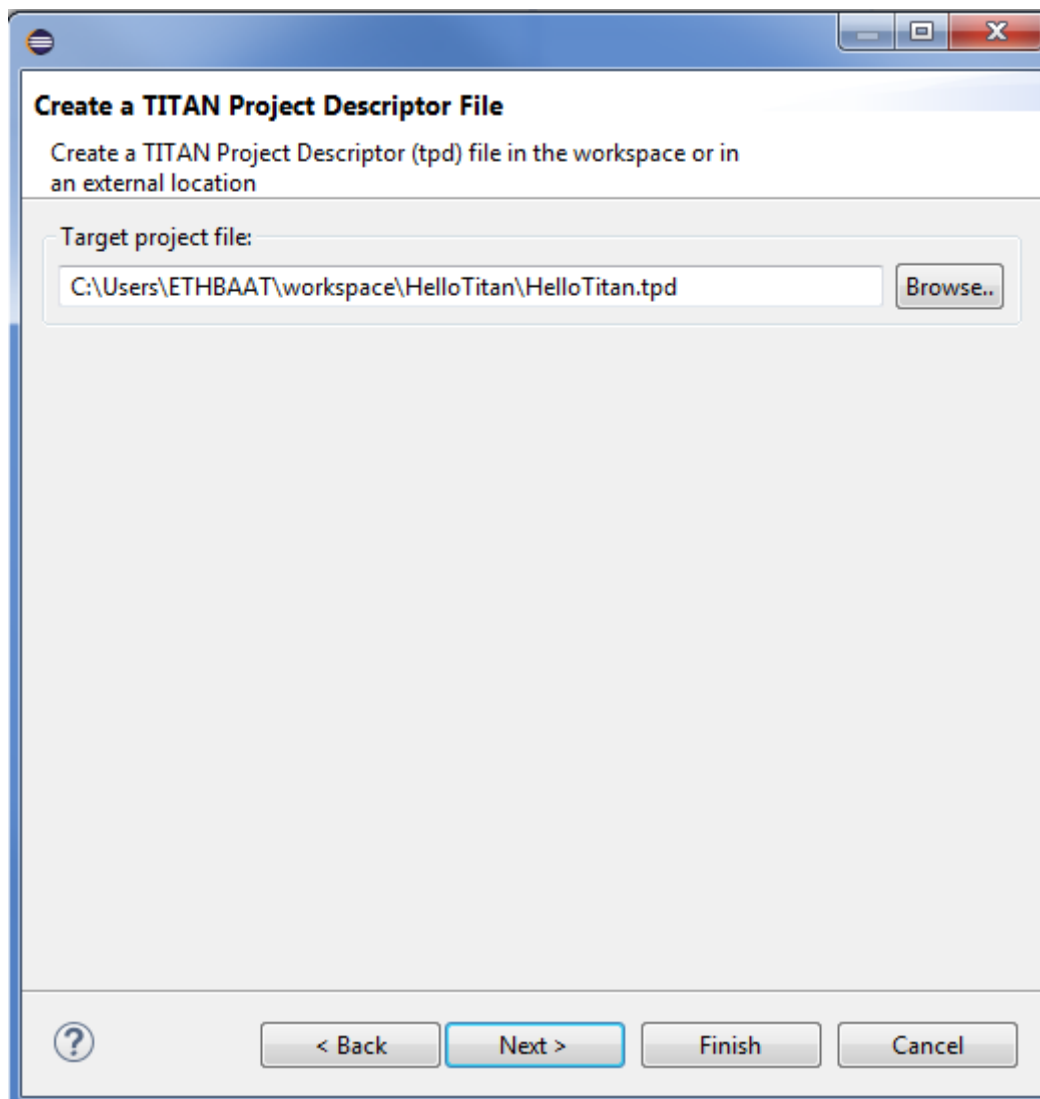 Create a TITAN Project Descriptor File
Create a TITAN Project Descriptor (tpd) file in the workspace or in
an external location
Target project file:
C:\Users\ETHBAAT\workspace\HelloTitan\HelloTitan.tpd
Browse..
?
< Back
Next >
Finish
Cancel